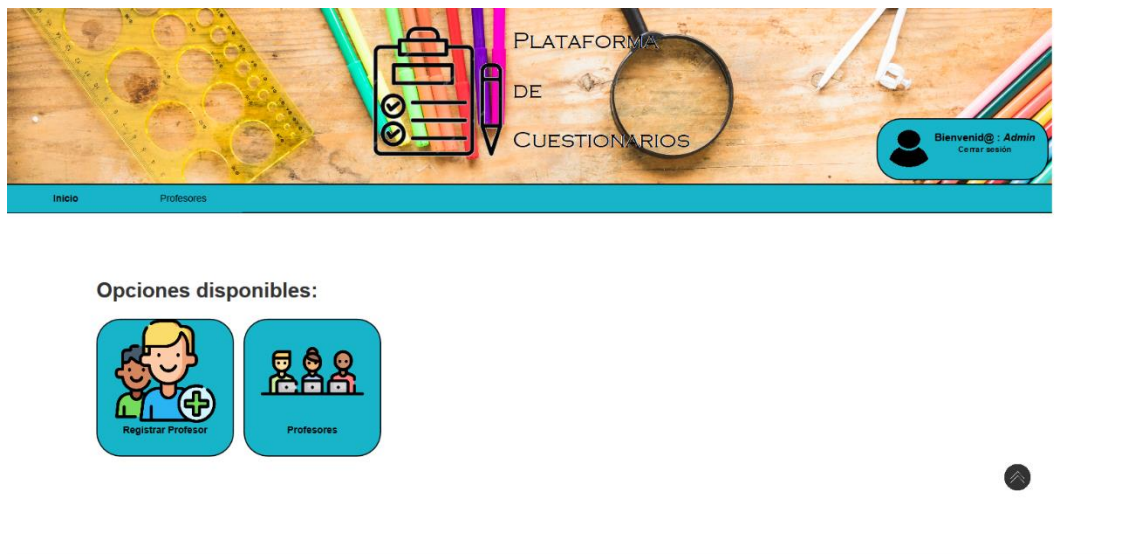 Plataforma
de
Cuestionarios
Bienvenid@ : Admin
Cerrar sesión
Inicio
Profesores
Opciones disponibles:
Registrar Profesor
Profesores